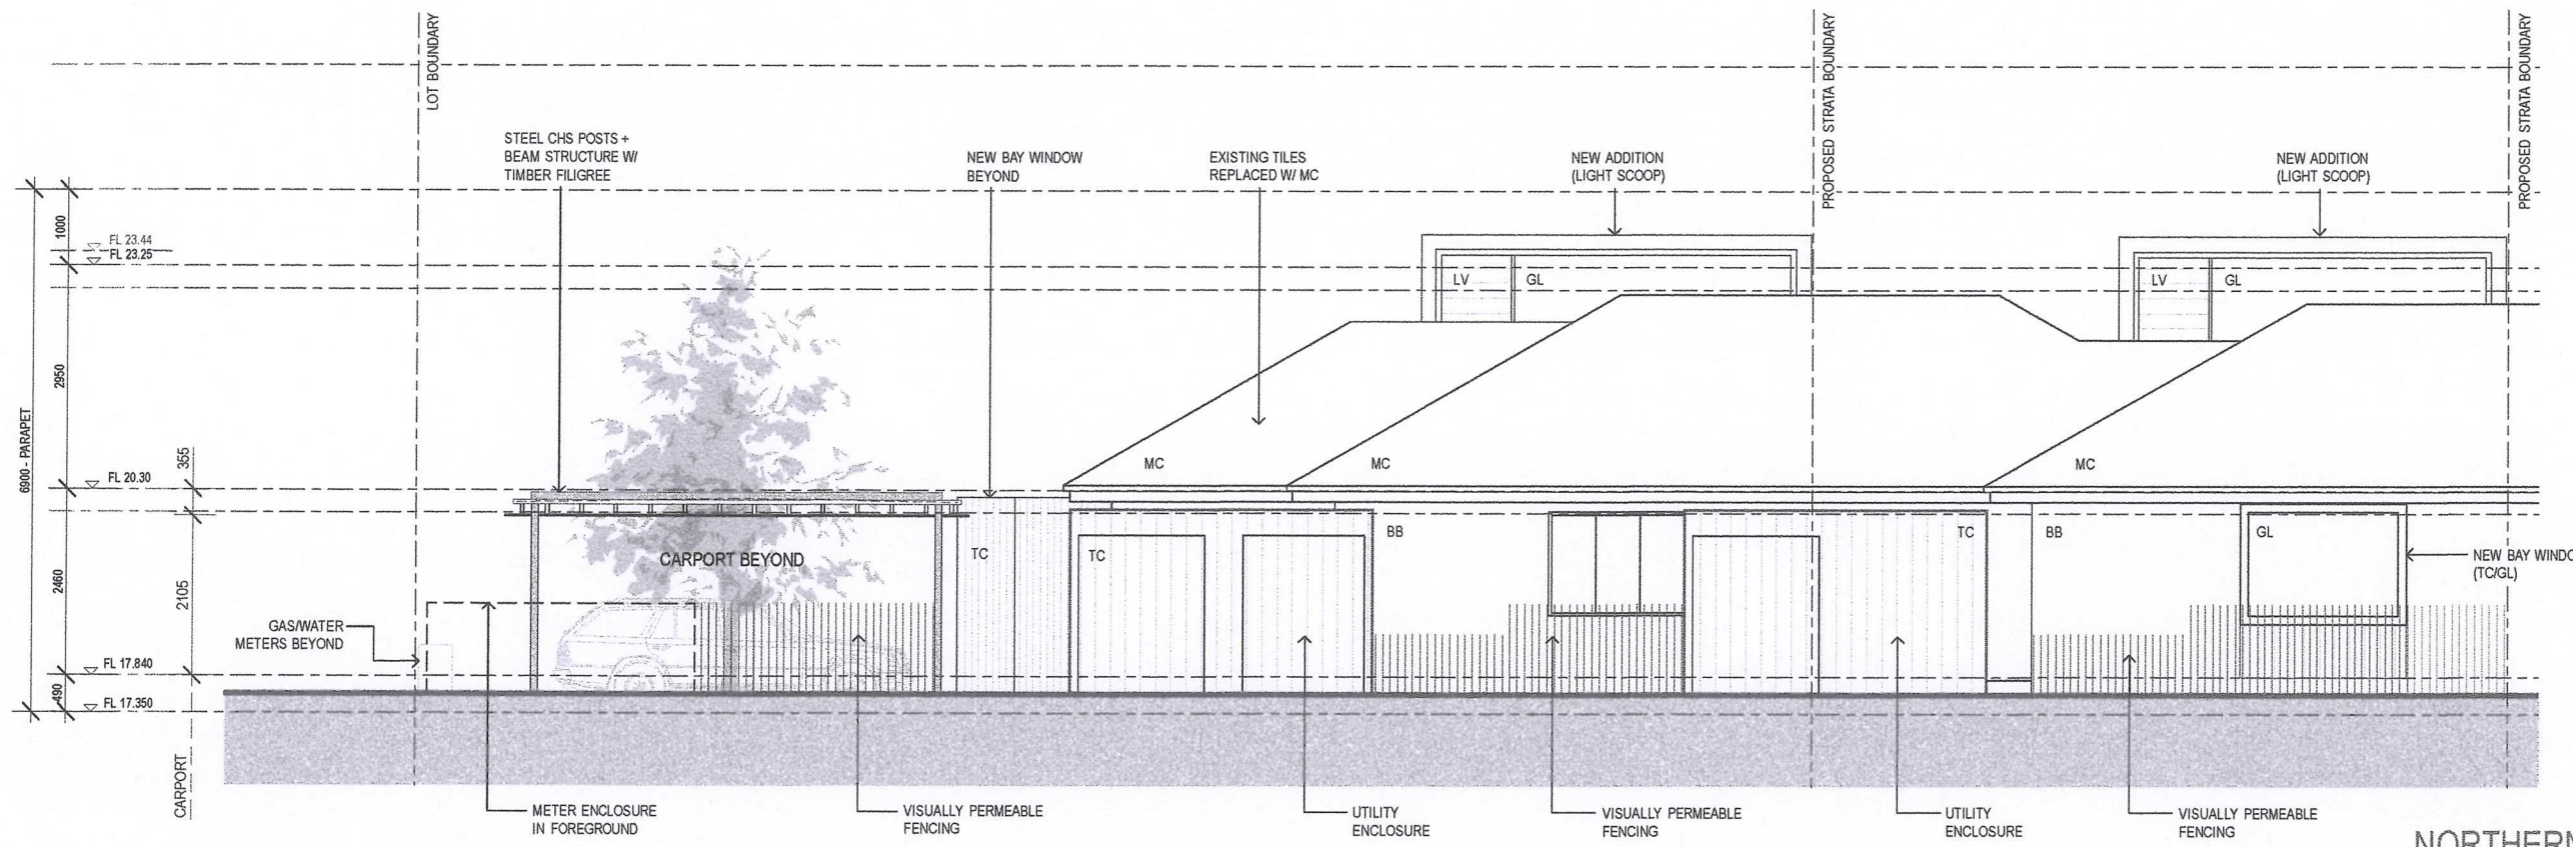 LOT BOUNDARY
PROPOSED STRATA BOUNDARY
PROPOSED STRATA BOUNDARY
STEEL CHS POSTS +
BEAM STRUCTURE W/
TIMBER FILIGREE
NEW BAY WINDOW
BEYOND
EXISTING TILES
REPLACED W/ MC
NEW ADDITION
(LIGHT SCOOP)
NEW ADDITION
(LIGHT SCOOP)
6900 - PARAPET
1000
2950
2460
490
355
2105
CARPORT
FL 23.44
FL 23.25
FL 20.30
FL 17.840
FL 17.350
LV
GL
LV
GL
MC
MC
MC
CARPORT BEYOND
TC
TC
BB
TC
BB
GL
NEW BAY WINDO
(TC/GL)
GAS/WATER
METERS BEYOND
METER ENCLOSURE
IN FOREGROUND
VISUALLY PERMEABLE
FENCING
UTILITY
ENCLOSURE
VISUALLY PERMEABLE
FENCING
UTILITY
ENCLOSURE
VISUALLY PERMEABLE
FENCING
NORTHERN